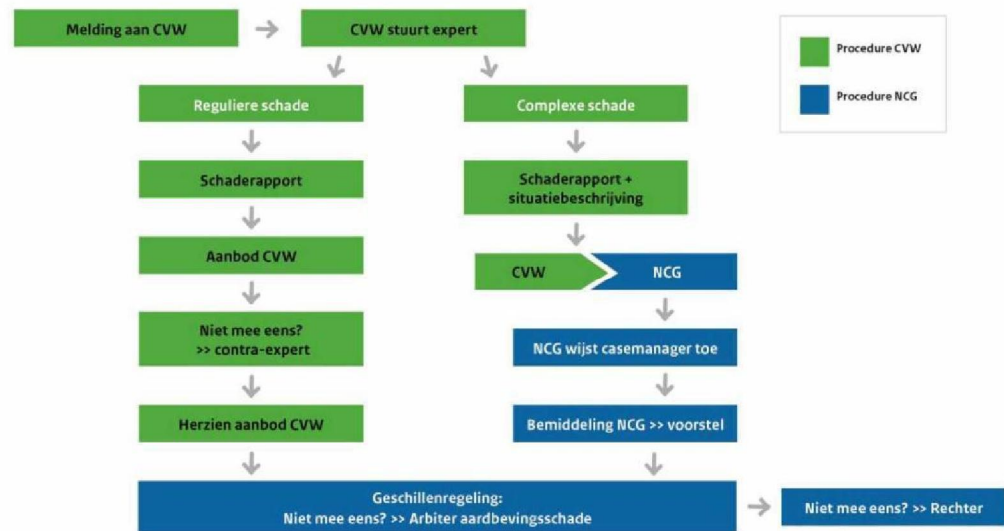 Melding aan CVW
CVW stuurt expert
Procedure CVW
Procedure NCG
Reguliere schade
Complexe schade
Schaderapport
Schaderapport +
situatiebeschrijving
Aanbod CVW
CVW
NCG
Niet mee eens?
>> contra-expert
NCG wijst casemanager toe
Herzien aanbod CVW
Bemiddeling NCG >> voorstel
Geschillenregeling:
Niet mee eens? >> Arbiter aardbevingsschade
Niet mee eens? >> Rechter